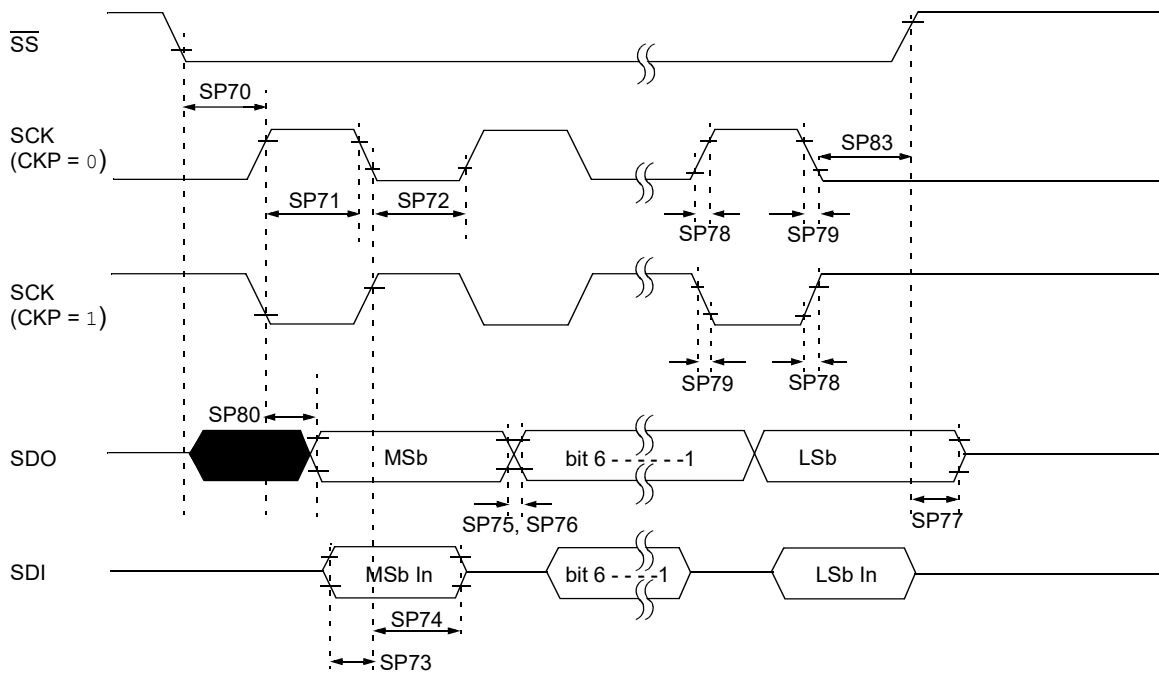 SS
SP70
SCK
(CKP = 0)
SP83
SP71
SP72
SP78
SP79
SCK
(CKP = 1)
SP79
SP78
SP80
SDO
MSb
bit 6 - - - - - -1
LSb
SP75, SP76
SP77
SDI
MSb In
bit 6 - - - - -1
LSb In
SP74
SP73